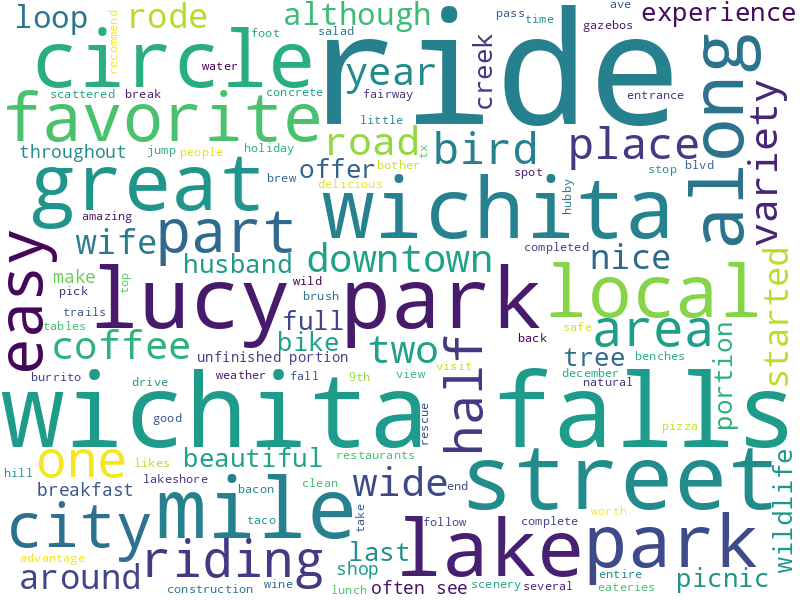 loop
recommend
rode
although
pass
time
ave
experience
gazebos
circle
foot
salad
ride
creek
along
water
year
scattered
break
concrete
fairway
entrance
favorite
little
variety
throughout
jump
people
holiday
road
tx
bird
place
great
brew
offer
bother
delicious
spot
hubby
stop
blvd
wichita
amazing
part
wife
completed
easy
husband
downtown
nice
make
top
wild
pick
lucy park
brush
local
started
trails
tables
full
unfinished portion
bike
back
safe
area
coffee
two
half
tree
portion
benches
burrito
drive
weather
fall
9th
view
visit
december
natural
wichita falls
good
rescue
pizza
one
hill
likes
beautiful
restaurants
breakfast
lakeshore
bacon
clean
wide
end
street
wildlife
city
mile
taco
take
follow
complete
worth
lake
park
advantage
riding
last
around
construction
wine
shop
lunch
often see
scenery
several
entire
eateries
picnic